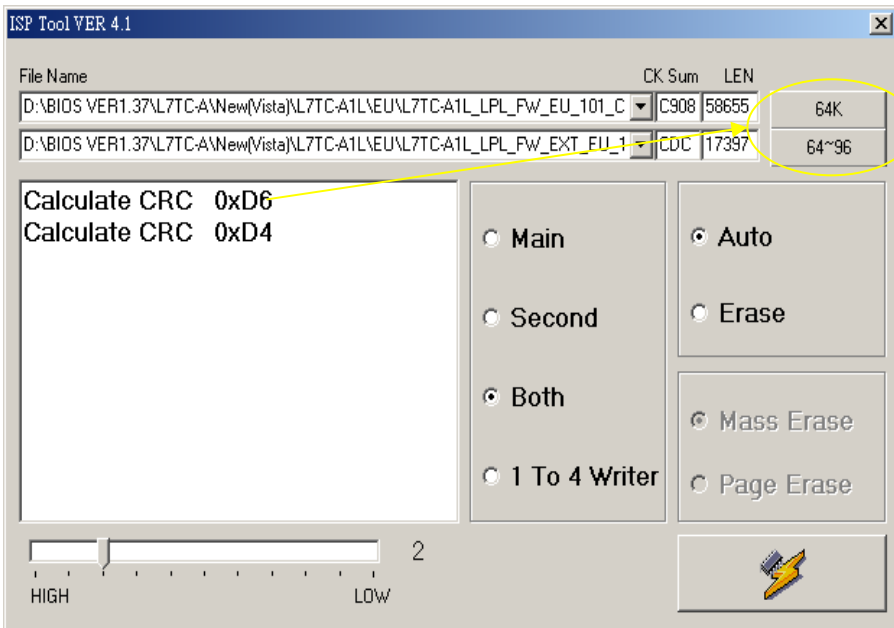 ISP Tool VER 4.1
File Name CK Sum LEN
D:\BIOS VER1.37\L7TC-A\New(Vista)\L7TC-A1L\EU\L7TC-A1L_LPL_FW_EU_101_C C908 58655 64K
D:\BIOS VER1.37\L7TC-A\New(Vista)\L7TC-A1L\EU\L7TC-A1L_LPL_FW_EXT_EU_1 CDC 17397 64~96
Calculate CRC 0xD6
Calculate CRC 0xD4
Main
Second
Both
1 To 4 Writer
Auto
Erase
Mass Erase
Page Erase
2
HIGH LOW